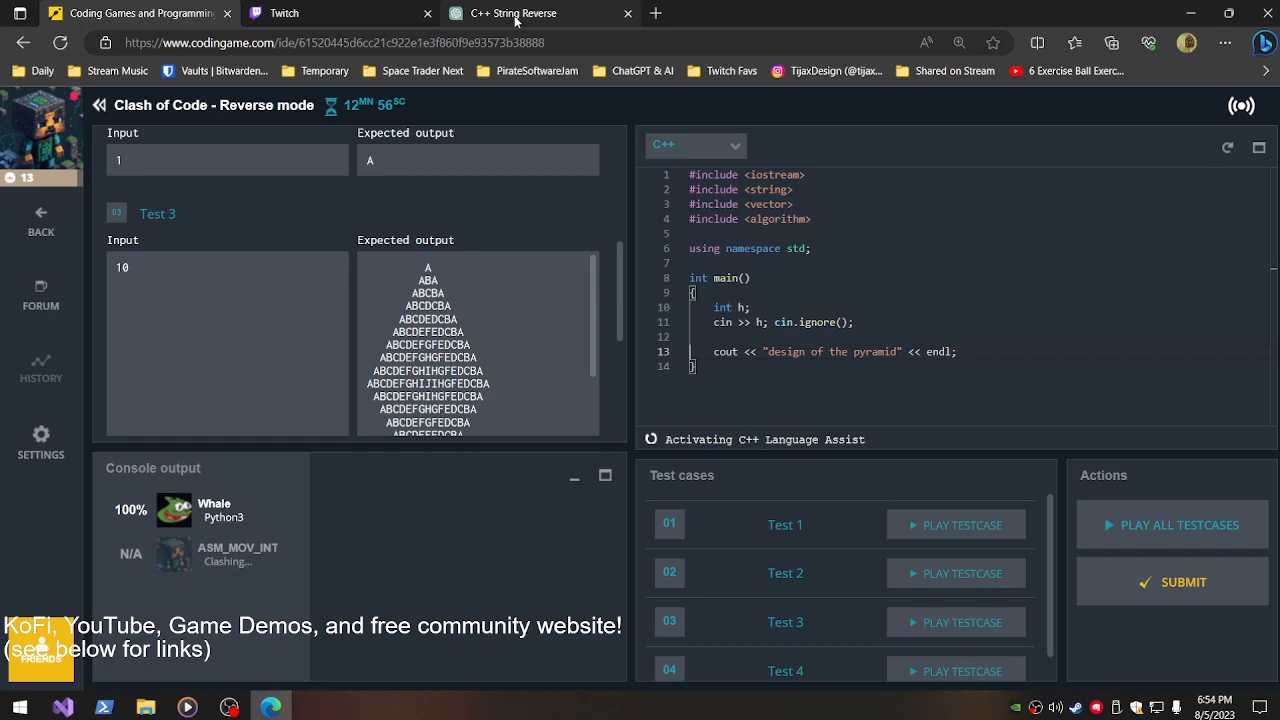 Coding Games and Programming
Twitch
C++ String Reverse
https://www.codingame.com/ide/61520445d6cc21c922e1e3f860f9e93573b38888
Daily
Stream Music
Vaults | Bitwarden...
Temporary
Space Trader Next
PirateSoftwareJam
ChatGPT & AI
Twitch Favs
TijaxDesign (@tijax...
Shared on Stream
6 Exercise Ball Exerc...
Clash of Code - Reverse mode
12MN 56SC
13
BACK
FORUM
HISTORY
SETTINGS
FRIENDS
Input
Expected output
1
A
03
Test 3
Input
Expected output
10
A
ABA
ABCBA
ABCDCBA
ABCDEDCBA
ABCDEFEDCBA
ABCDEFGFEDCBA
ABCDEFGHGFEDCBA
ABCDEFGHIHGFEDCBA
ABCDEFGHIJIHGFEDCBA
ABCDEFGHIHGFEDCBA
ABCDEFGHGFEDCBA
ABCDEFGFEDCBA
ABCDEFEDCBA
C++
1 #include <iostream>
2 #include <string>
3 #include <vector>
4 #include <algorithm>
5
6 using namespace std;
7
8 int main()
9 {
10 int h;
11 cin >> h; cin.ignore();
12
13 cout << "design of the pyramid" << endl;
14 }
Activating C++ Language Assist
Console output
100%
Whale
Python3
N/A
ASM_MOV_INT
Clashing...
Test cases
01
Test 1
PLAY TESTCASE
02
Test 2
PLAY TESTCASE
03
Test 3
PLAY TESTCASE
04
Test 4
PLAY TESTCASE
Actions
PLAY ALL TESTCASES
SUBMIT
KoFi, YouTube, Game Demos, and free community website!
(see below for links)
6:54 PM
8/5/2023